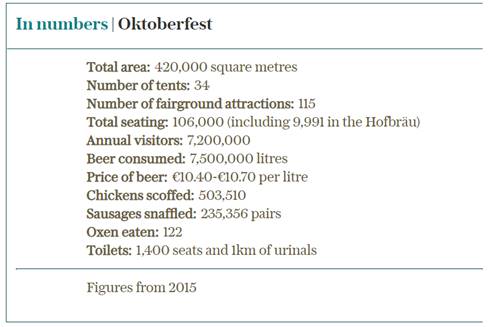 In numbers | Oktoberfest
Total area: 420,000 square metres
Number of tents: 34
Number of fairground attractions: 115
Total seating: 106,000 (including 9,991 in the Hofbräu)
Annual visitors: 7,200,000
Beer consumed: 7,500,000 litres
Price of beer: €10.40-€10.70 per litre
Chickens scoffed: 503,510
Sausages snaffled: 235,356 pairs
Oxen eaten: 122
Toilets: 1,400 seats and 1km of urinals
Figures from 2015